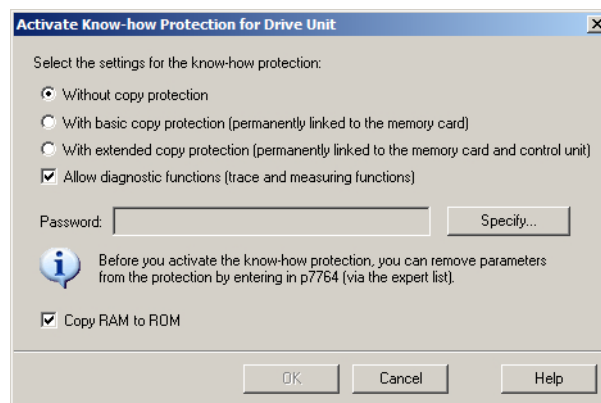 Activate Know-how Protection for Drive Unit
Select the settings for the know-how protection:
Without copy protection
With basic copy protection (permanently linked to the memory card)
With extended copy protection (permanently linked to the memory card and control unit)
Allow diagnostic functions (trace and measuring functions)
Password:
Specify...
Before you activate the know-how protection, you can remove parameters
from the protection by entering in p7764 (via the expert list).
Copy RAM to ROM
OK
Cancel
Help